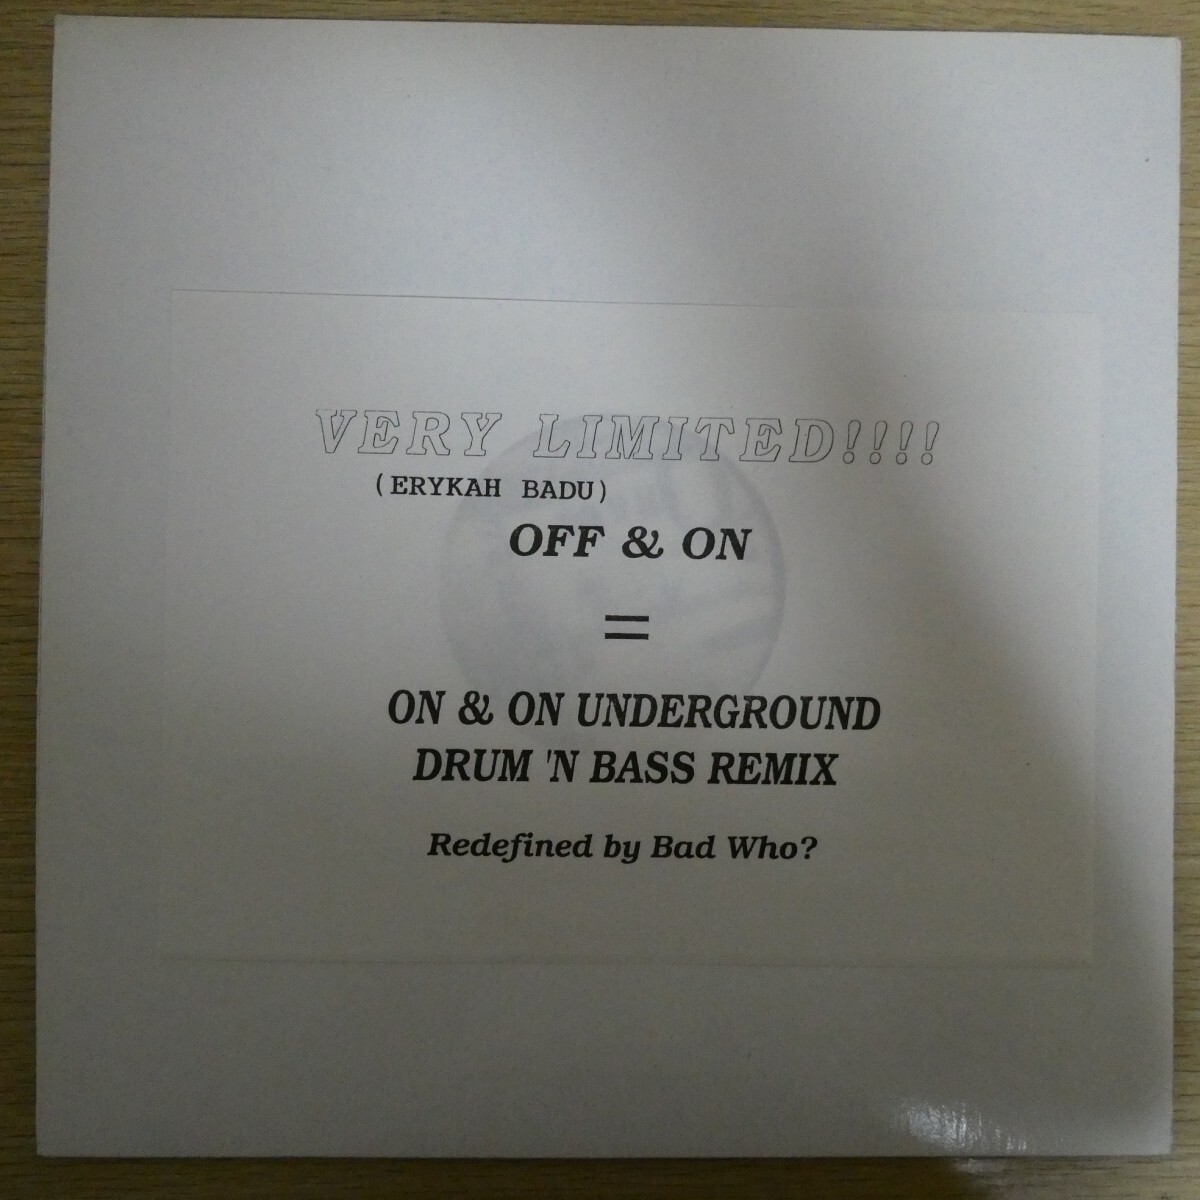 VERY LIMITED!!!!
(ERYKAH BADU)
OFF & ON
=
ON & ON UNDERGROUND
DRUM 'N BASS REMIX
Redefined by Bad Who?